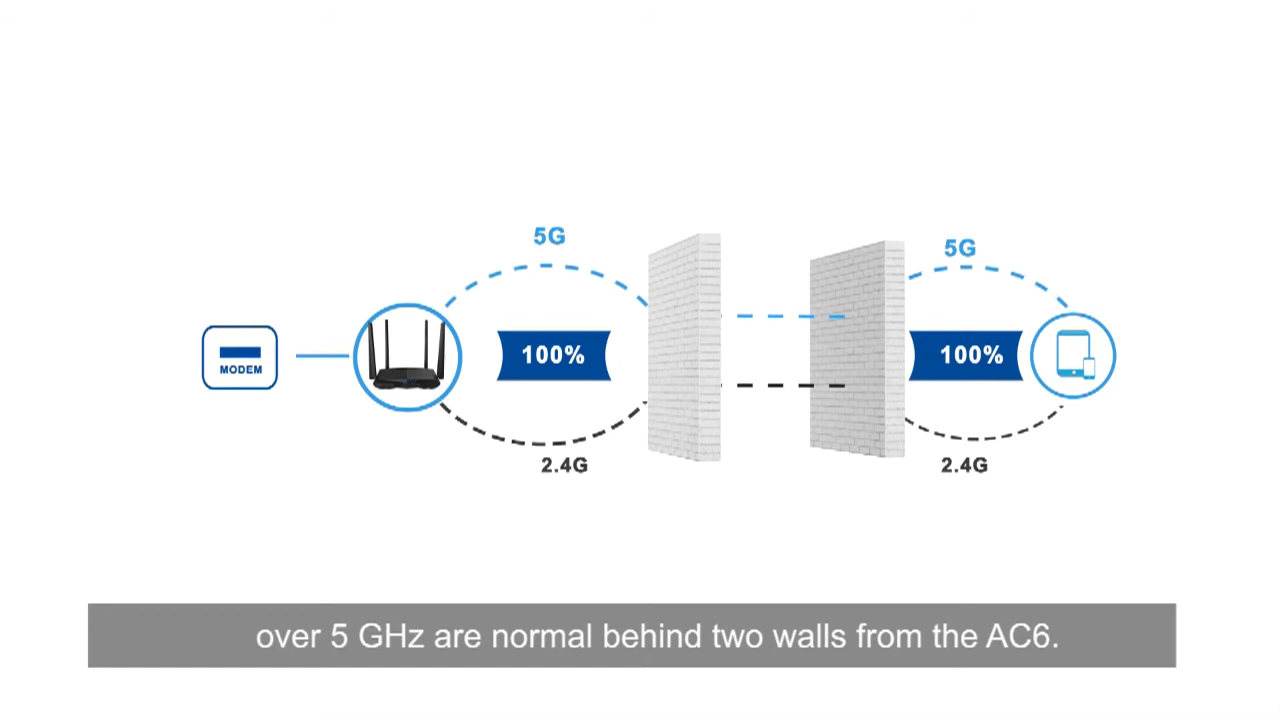 5G
5G
100%
100%
MODEM
2.4G
2.4G
over 5 GHz are normal behind two walls from the AC6.